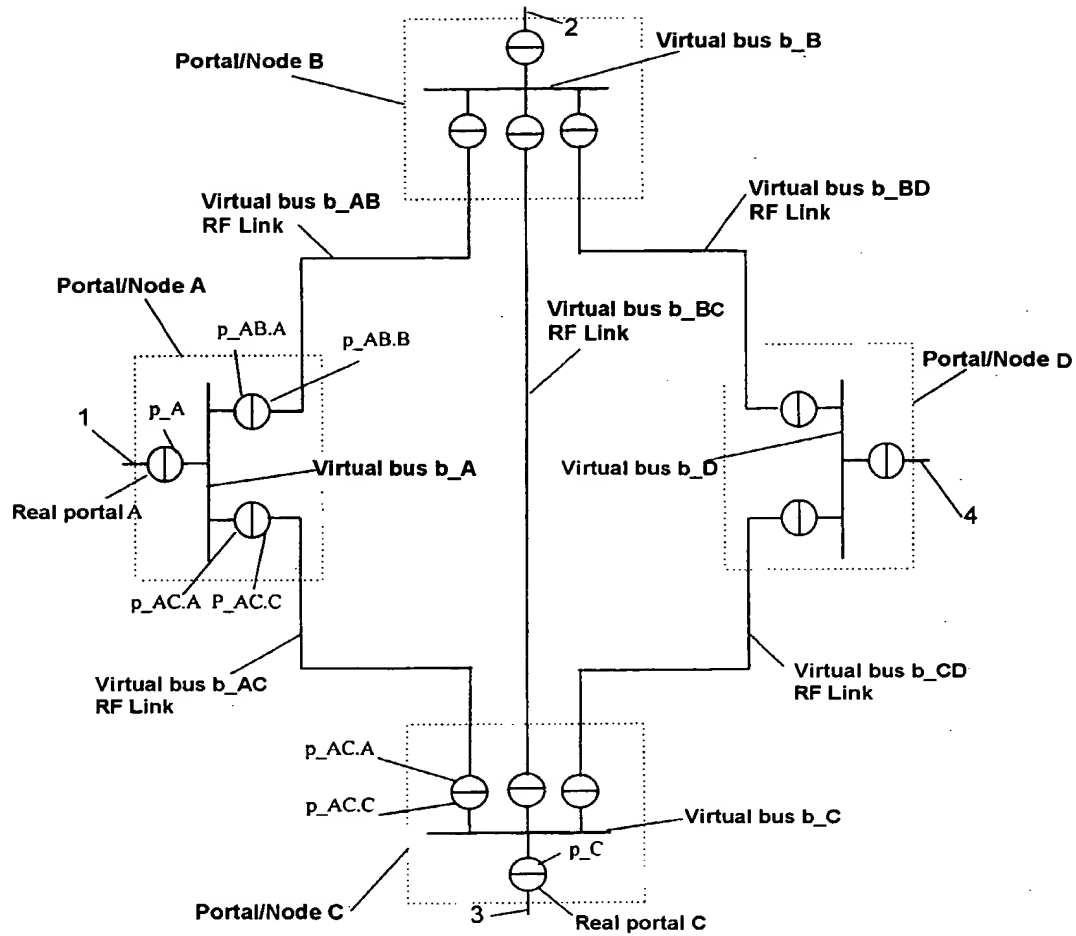 2
Virtual bus b_B
Portal/Node B
Virtual bus b_AB
RF Link
Virtual bus b_BD
RF Link
Portal/Node A
Virtual bus b_BC
RF Link
p_AB.A
p_AB.B
Portal/Node D
1
p_A
Virtual bus b_A
Virtual bus b_D
Real portal A
4
p_AC.A
P_AC.C
Virtual bus b_AC
RF Link
Virtual bus b_CD
RF Link
p_AC.A
p_AC.C
Virtual bus b_C
p_C
Portal/Node C
3
Real portal C